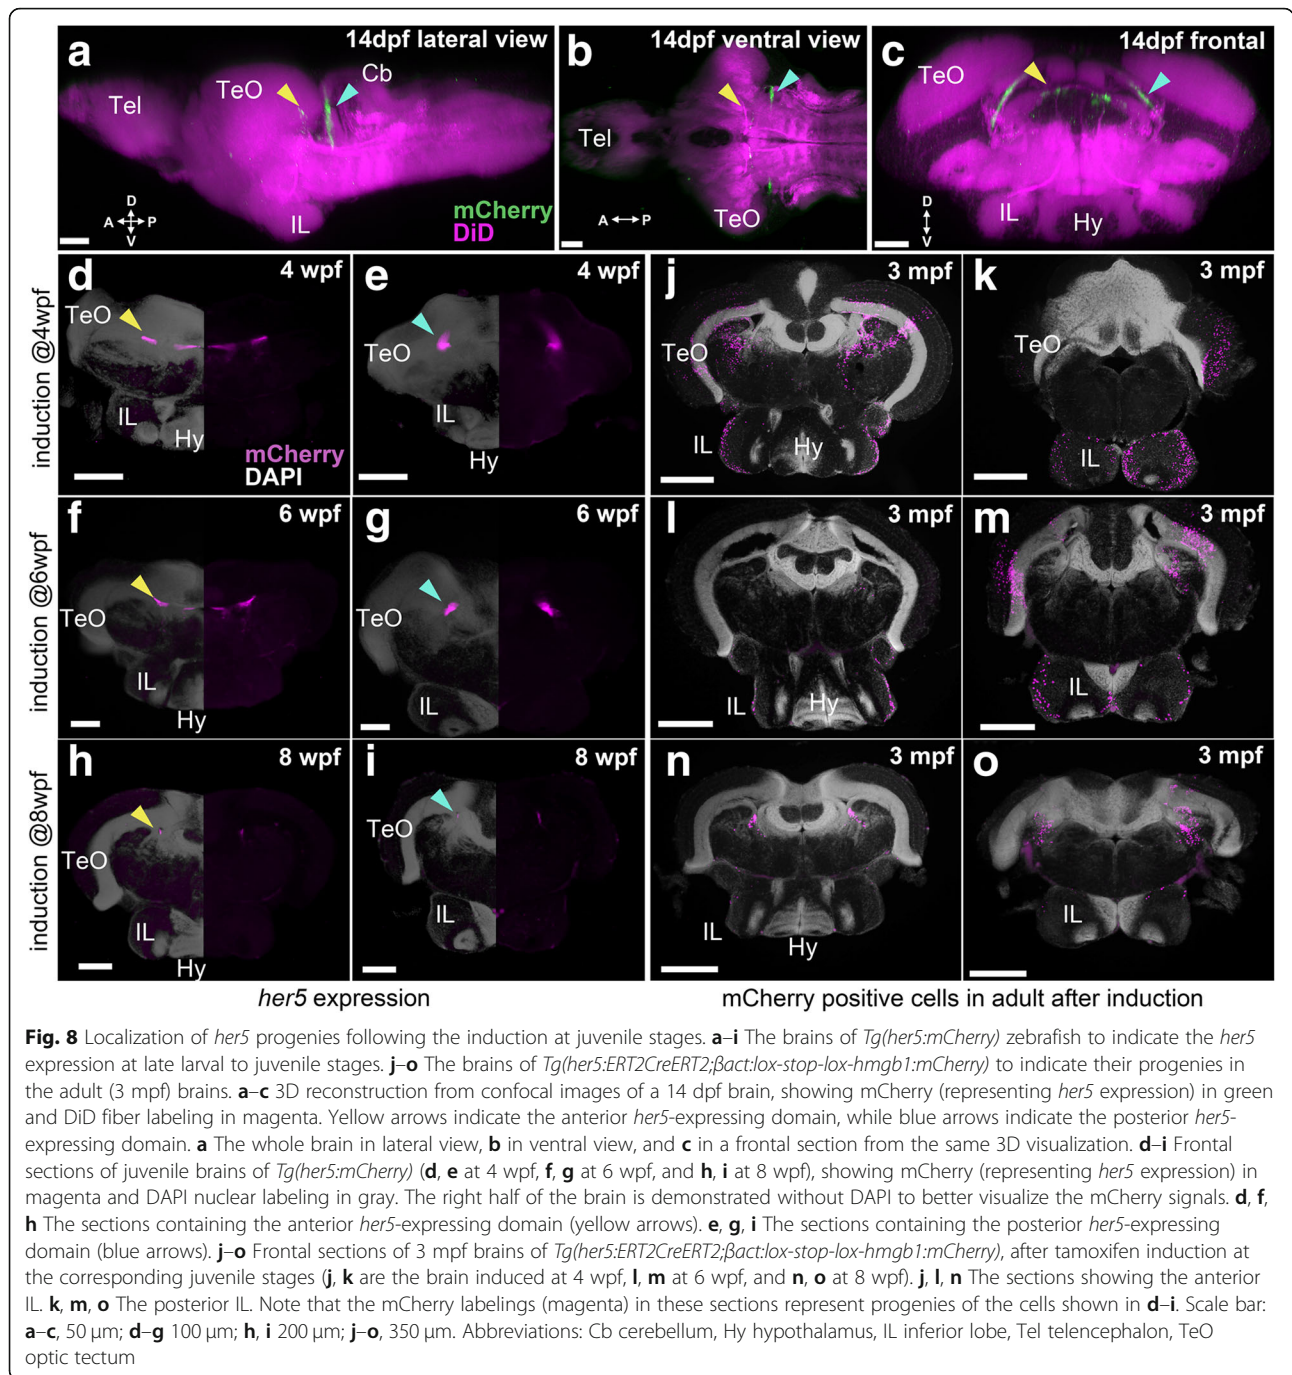 a
14dpf lateral view
Cb
TeO
Tel
D
A P
V
IL
mCherry
DiD
b
14dpf ventral view
Tel
A P
TeO
c
14dpf frontal
TeO
D
V
IL
Hy
induction @4wpf
d
4 wpf
TeO
IL
Hy
mCherry
DAPI
e
4 wpf
TeO
IL
Hy
j
3 mpf
TeO
IL
Hy
k
3 mpf
TeO
IL
induction @6wpf
f
6 wpf
TeO
IL
Hy
g
6 wpf
TeO
IL
l
3 mpf
IL
Hy
m
3 mpf
IL
induction @8wpf
h
8 wpf
TeO
IL
Hy
i
8 wpf
TeO
IL
n
3 mpf
IL
Hy
o
3 mpf
IL
her5 expression
mCherry positive cells in adult after induction
Fig. 8 Localization of her5 progenies following the induction at juvenile stages. a–i The brains of Tg(her5:mCherry) zebrafish to indicate the her5
expression at late larval to juvenile stages. j–o The brains of Tg(her5:ERT2CreERT2;βact:lox-stop-lox-hmgb1:mCherry) to indicate their progenies in
the adult (3 mpf) brains. a–c 3D reconstruction from confocal images of a 14 dpf brain, showing mCherry (representing her5 expression) in green
and DiD fiber labeling in magenta. Yellow arrows indicate the anterior her5-expressing domain, while blue arrows indicate the posterior her5-
expressing domain. a The whole brain in lateral view, b in ventral view, and c in a frontal section from the same 3D visualization. d–i Frontal
sections of juvenile brains of Tg(her5:mCherry) (d, e at 4 wpf, f, g at 6 wpf, and h, i at 8 wpf), showing mCherry (representing her5 expression) in
magenta and DAPI nuclear labeling in gray. The right half of the brain is demonstrated without DAPI to better visualize the mCherry signals. d, f,
h The sections containing the anterior her5-expressing domain (yellow arrows). e, g, i The sections containing the posterior her5-expressing
domain (blue arrows). j–o Frontal sections of 3 mpf brains of Tg(her5:ERT2CreERT2;βact:lox-stop-lox-hmgb1:mCherry), after tamoxifen induction at
the corresponding juvenile stages (j, k are the brain induced at 4 wpf, l, m at 6 wpf, and n, o at 8 wpf). j, l, n The sections showing the anterior
IL. k, m, o The posterior IL. Note that the mCherry labelings (magenta) in these sections represent progenies of the cells shown in d–i. Scale bar:
a–c, 50 μm; d–g 100 μm; h, i 200 μm; j–o, 350 μm. Abbreviations: Cb cerebellum, Hy hypothalamus, IL inferior lobe, Tel telencephalon, TeO
optic tectum